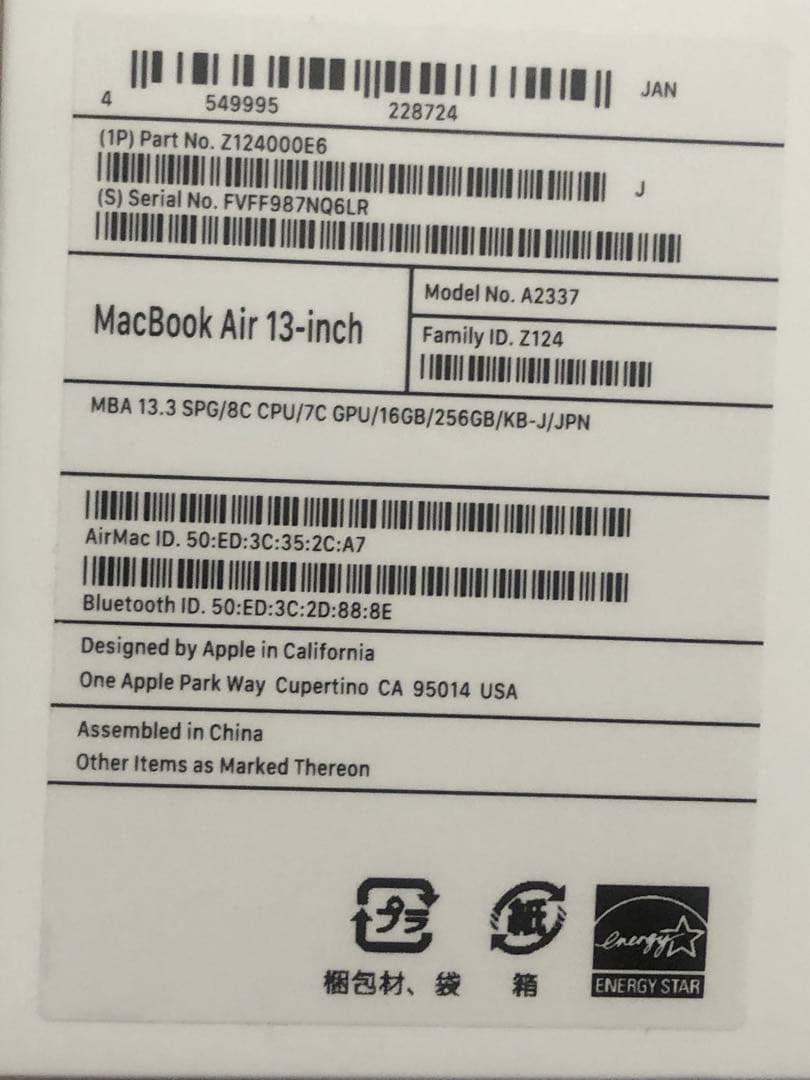 JAN
4 549995 228724
(1P) Part No. Z124000E6
J
(S) Serial No. FVFF987NQ6LR
MacBook Air 13-inch
Model No. A2337
Family ID. Z124
MBA 13.3 SPG/8C CPU/7C GPU/16GB/256GB/KB-J/JPN
AirMac ID. 50:ED:3C:35:2C:A7
Bluetooth ID. 50:ED:3C:2D:88:8E
Designed by Apple in California
One Apple Park Way Cupertino CA 95014 USA
Assembled in China
Other Items as Marked Thereon
プラ
紙
energy
梱包材、袋
箱
ENERGY STAR